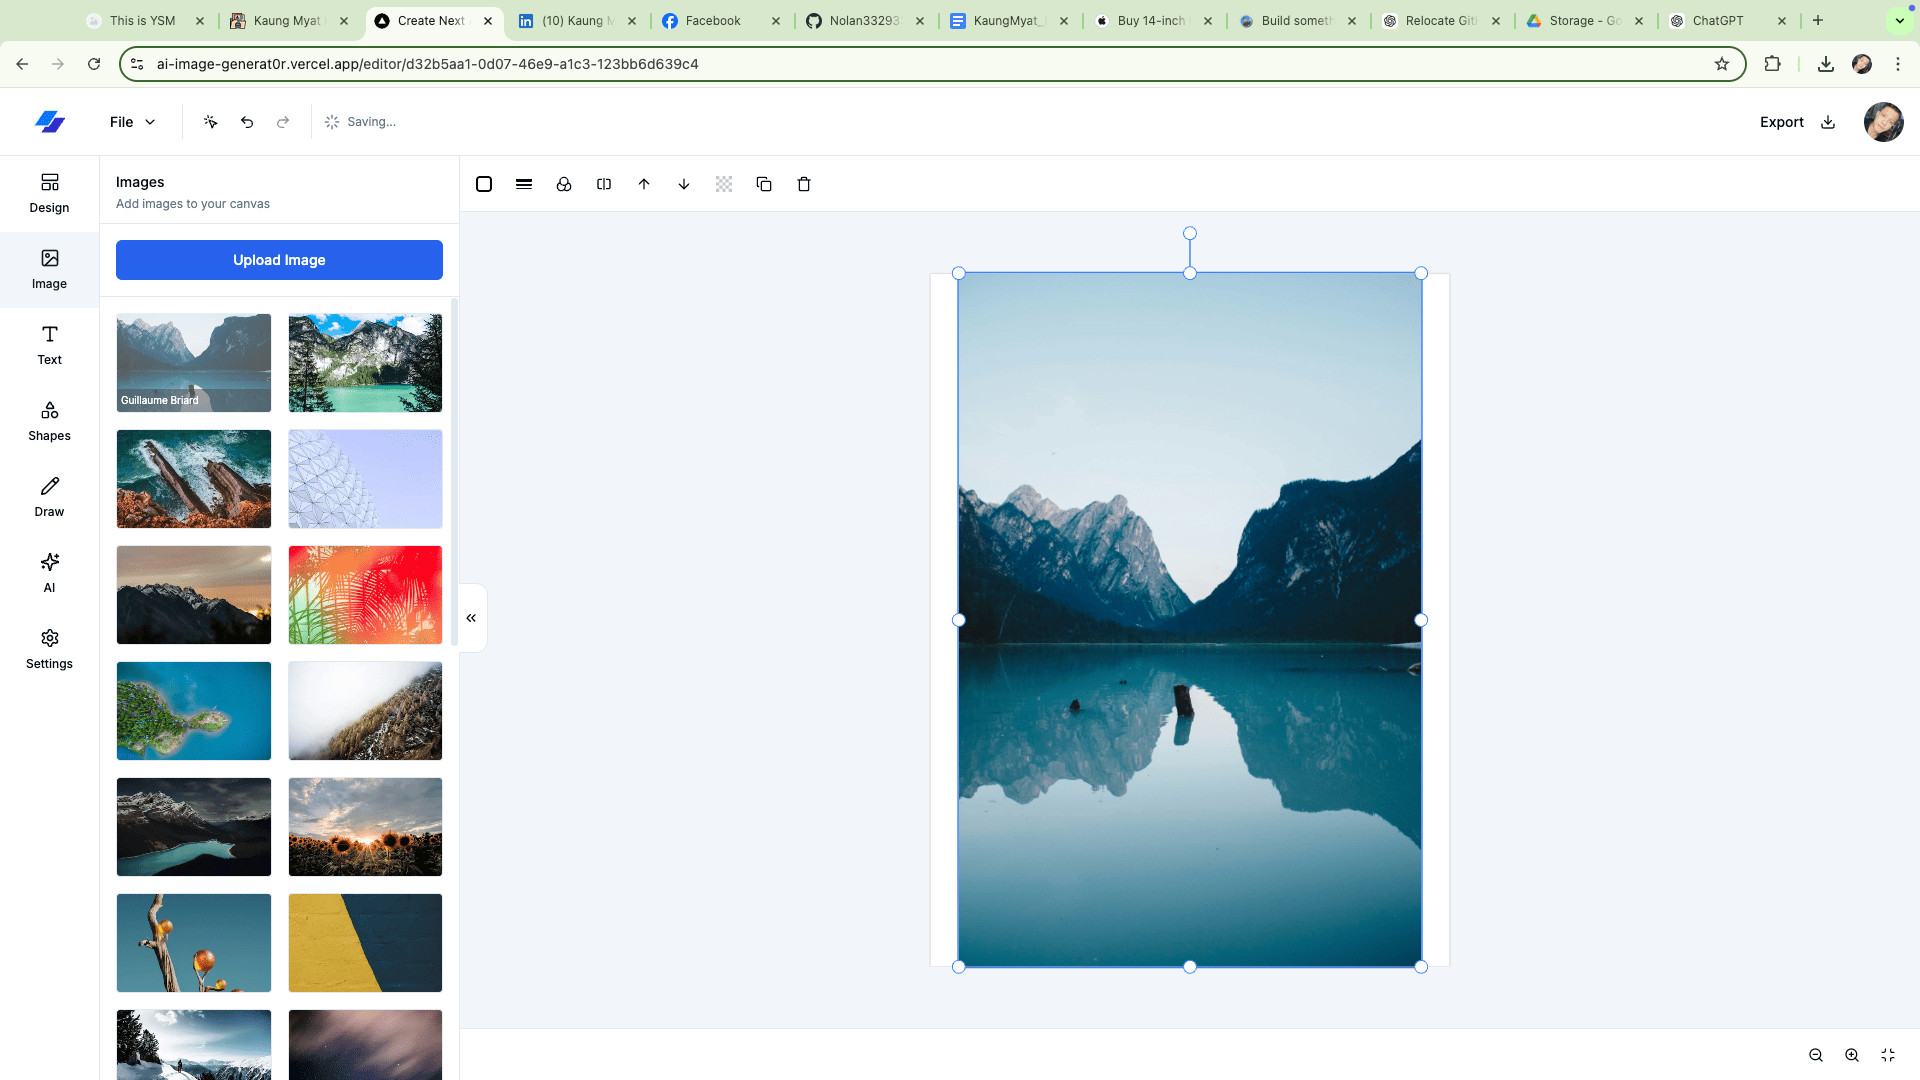 This is YSM
Kaung Myat
Create Next
(10) Kaung M
Facebook
Nolan33293
KaungMyat_
Buy 14-inch
Build someth
Relocate Git
Storage - Go
ChatGPT
ai-image-generat0r.vercel.app/editor/d32b5aa1-0d07-46e9-a1c3-123bb6d639c4
File
Saving...
Export
Design
Image
Text
Shapes
Draw
AI
Settings
Images
Add images to your canvas
Upload Image
Guillaume Briard